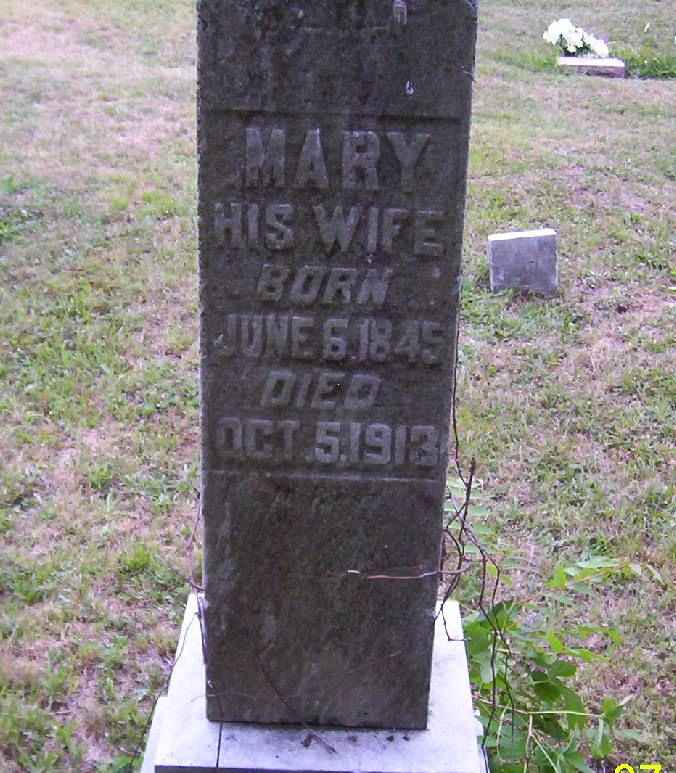 MARY
HIS WIFE
BORN
JUNE 6.1845
DIED
OCT.5.1913